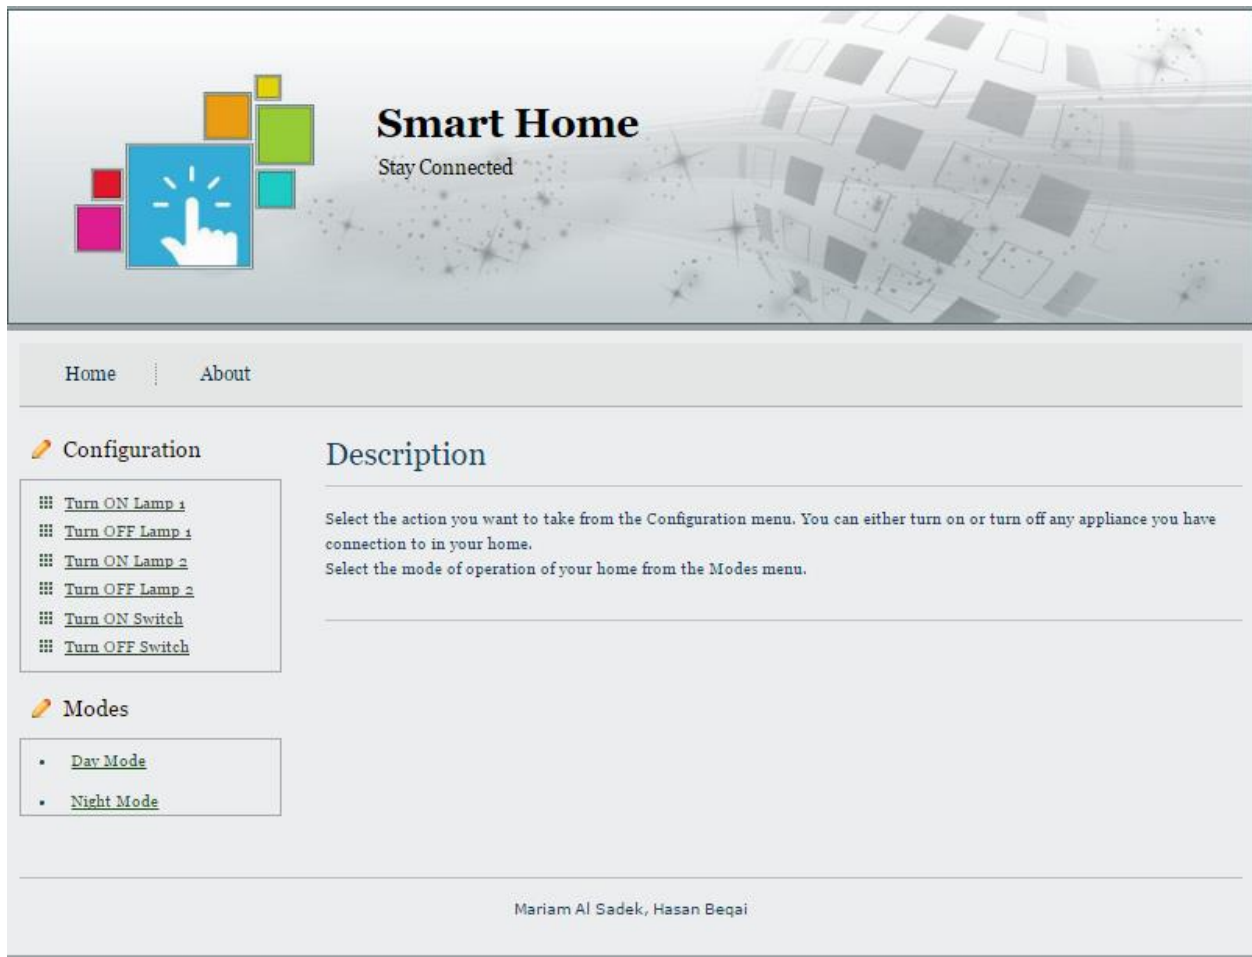 Smart Home
Stay Connected
Home
About
Configuration
Turn ON Lamp 1
Turn OFF Lamp 1
Turn ON Lamp 2
Turn OFF Lamp 2
Turn ON Switch
Turn OFF Switch
Modes
Day Mode
Night Mode
Description
Select the action you want to take from the Configuration menu. You can either turn on or turn off any appliance you have
connection to in your home.
Select the mode of operation of your home from the Modes menu.
Mariam Al Sadek, Hasan Beqai